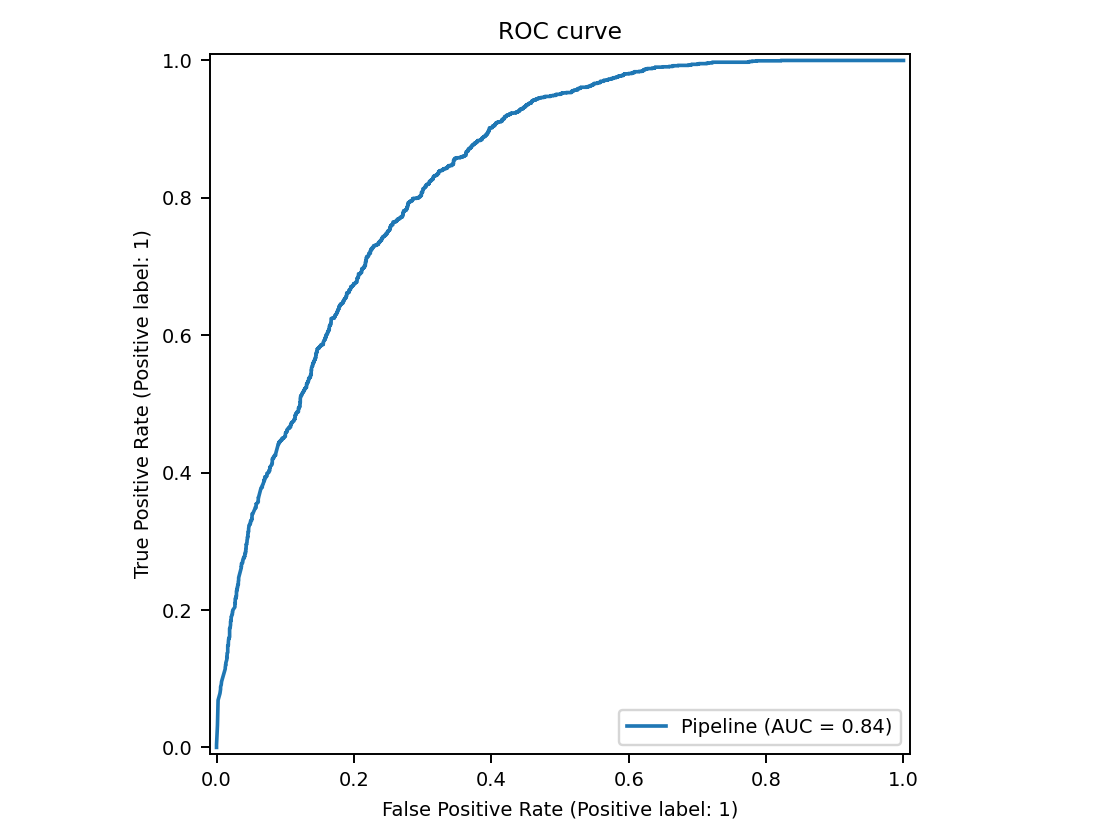 ROC curve
1.0
0.8
0.6
0.4
0.2
0.0
True Positive Rate (Positive label: 1)
Pipeline (AUC = 0.84)
0.0 0.2 0.4 0.6 0.8 1.0
False Positive Rate (Positive label: 1)